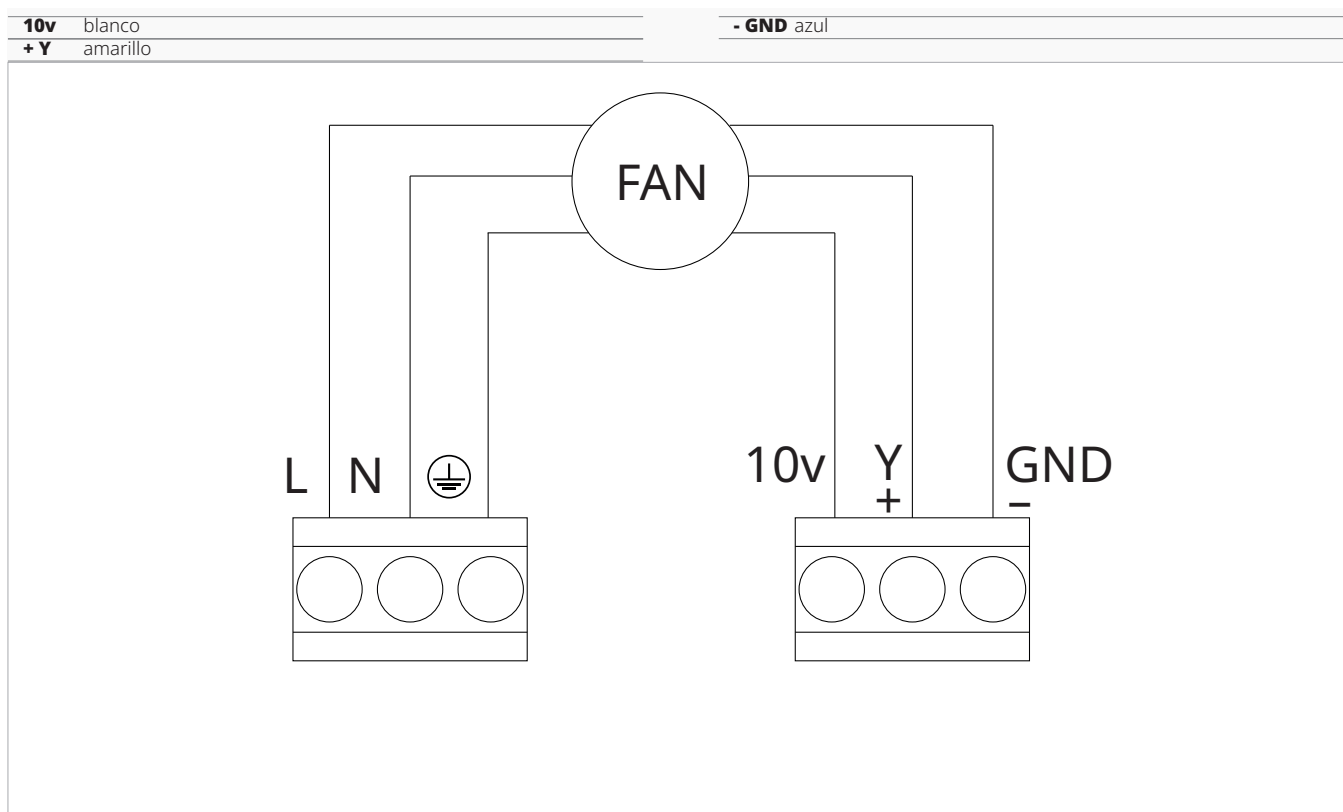 10v blanco
- GND azul
+ Y amarillo
FAN
L N
10v Y GND
+ –